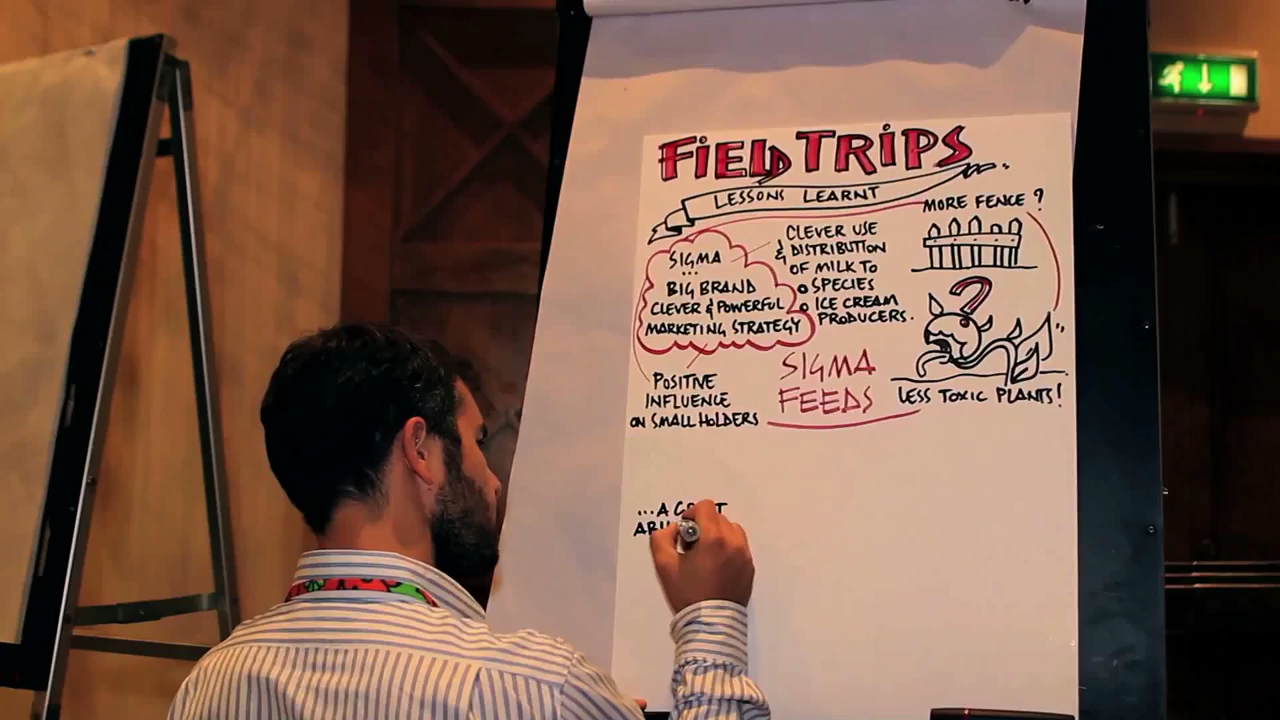 FIELD TRIPS
LESSONS LEARNT
MORE FENCE ?
SIGMA
...
BIG BRAND
CLEVER & POWERFUL
MARKETING STRATEGY
CLEVER USE
& DISTRIBUTION
OF MILK TO
• SPECIES
• ICE CREAM
PRODUCERS.
POSITIVE
INFLUENCE
ON SMALL HOLDERS
SIGMA
FEEDS
?
LESS TOXIC PLANTS!
...A